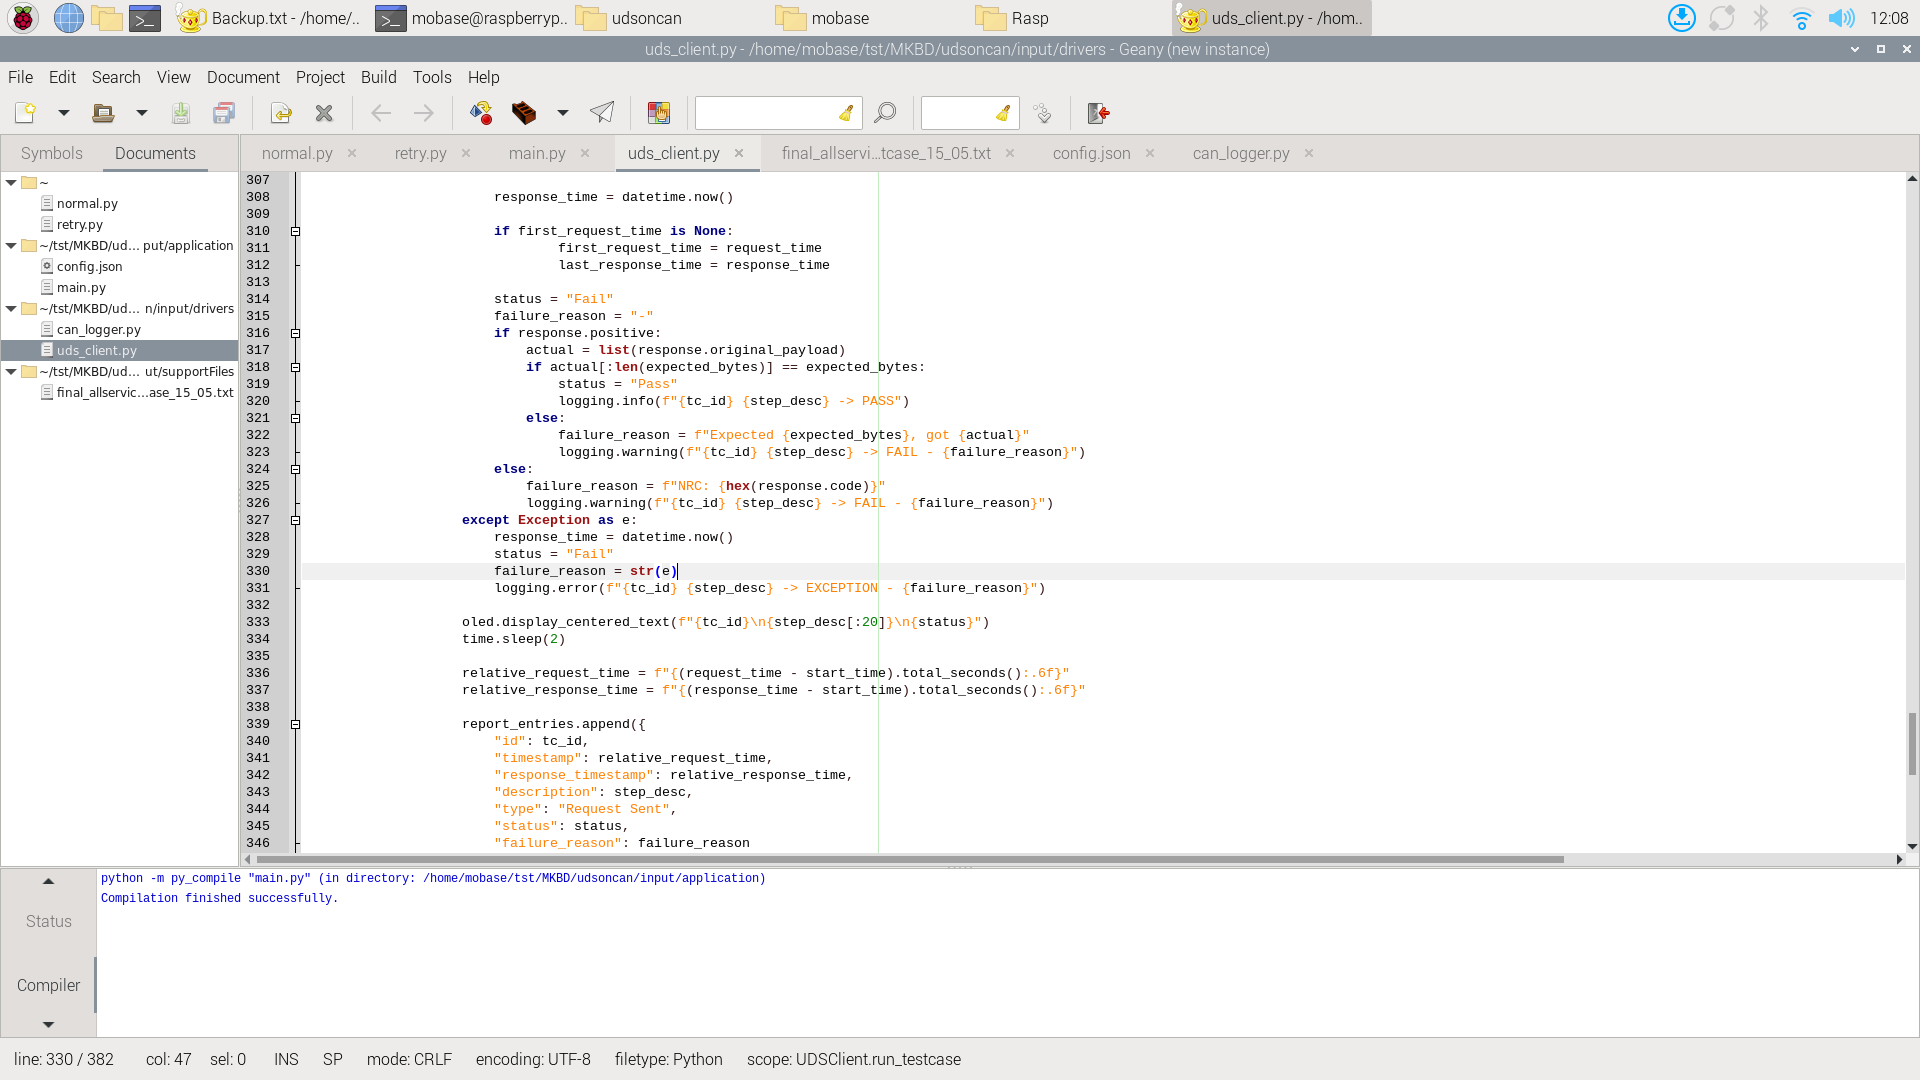 Backup.txt - /home/..
mobase@raspberryp..
udsoncan
mobase
Rasp
uds_client.py - /hom..
12:08
uds_client.py - /home/mobase/tst/MKBD/udsoncan/input/drivers - Geany (new instance)
File Edit Search View Document Project Build Tools Help
Symbols Documents
normal.py retry.py main.py uds_client.py final_allservi...tcase_15_05.txt config.json can_logger.py
~
normal.py
retry.py
~/tst/MKBD/ud... put/application
config.json
main.py
~/tst/MKBD/ud... n/input/drivers
can_logger.py
uds_client.py
~/tst/MKBD/ud... ut/supportFiles
final_allservic...ase_15_05.txt
307
308 response_time = datetime.now()
309
310 if first_request_time is None:
311 first_request_time = request_time
312 last_response_time = response_time
313
314 status = "Fail"
315 failure_reason = "-"
316 if response.positive:
317 actual = list(response.original_payload)
318 if actual[:len(expected_bytes)] == expected_bytes:
319 status = "Pass"
320 logging.info(f"{tc_id} {step_desc} -> PASS")
321 else:
322 failure_reason = f"Expected {expected_bytes}, got {actual}"
323 logging.warning(f"{tc_id} {step_desc} -> FAIL - {failure_reason}")
324 else:
325 failure_reason = f"NRC: {hex(response.code)}"
326 logging.warning(f"{tc_id} {step_desc} -> FAIL - {failure_reason}")
327 except Exception as e:
328 response_time = datetime.now()
329 status = "Fail"
330 failure_reason = str(e)
331 logging.error(f"{tc_id} {step_desc} -> EXCEPTION - {failure_reason}")
332
333 oled.display_centered_text(f"{tc_id}\n{step_desc[:20]}\n{status}")
334 time.sleep(2)
335
336 relative_request_time = f"{(request_time - start_time).total_seconds():.6f}"
337 relative_response_time = f"{(response_time - start_time).total_seconds():.6f}"
338
339 report_entries.append({
340 "id": tc_id,
341 "timestamp": relative_request_time,
342 "response_timestamp": relative_response_time,
343 "description": step_desc,
344 "type": "Request Sent",
345 "status": status,
346 "failure_reason": failure_reason
Status
Compiler
python -m py_compile "main.py" (in directory: /home/mobase/tst/MKBD/udsoncan/input/application)
Compilation finished successfully.
line: 330 / 382 col: 47 sel: 0 INS SP mode: CRLF encoding: UTF-8 filetype: Python scope: UDSClient.run_testcase